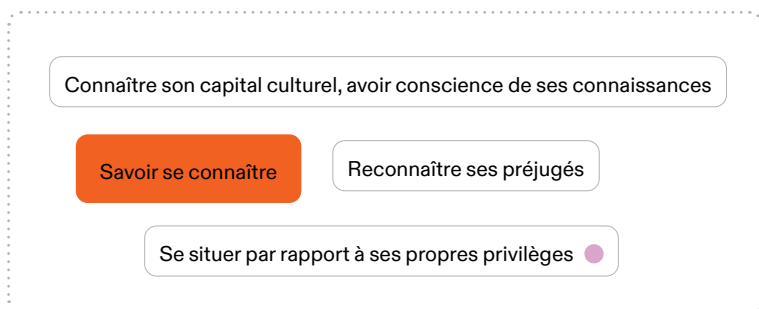 Connaître son capital culturel, avoir conscience de ses connaissances
Savoir se connaître
Reconnaître ses préjugés
Se situer par rapport à ses propres privilèges